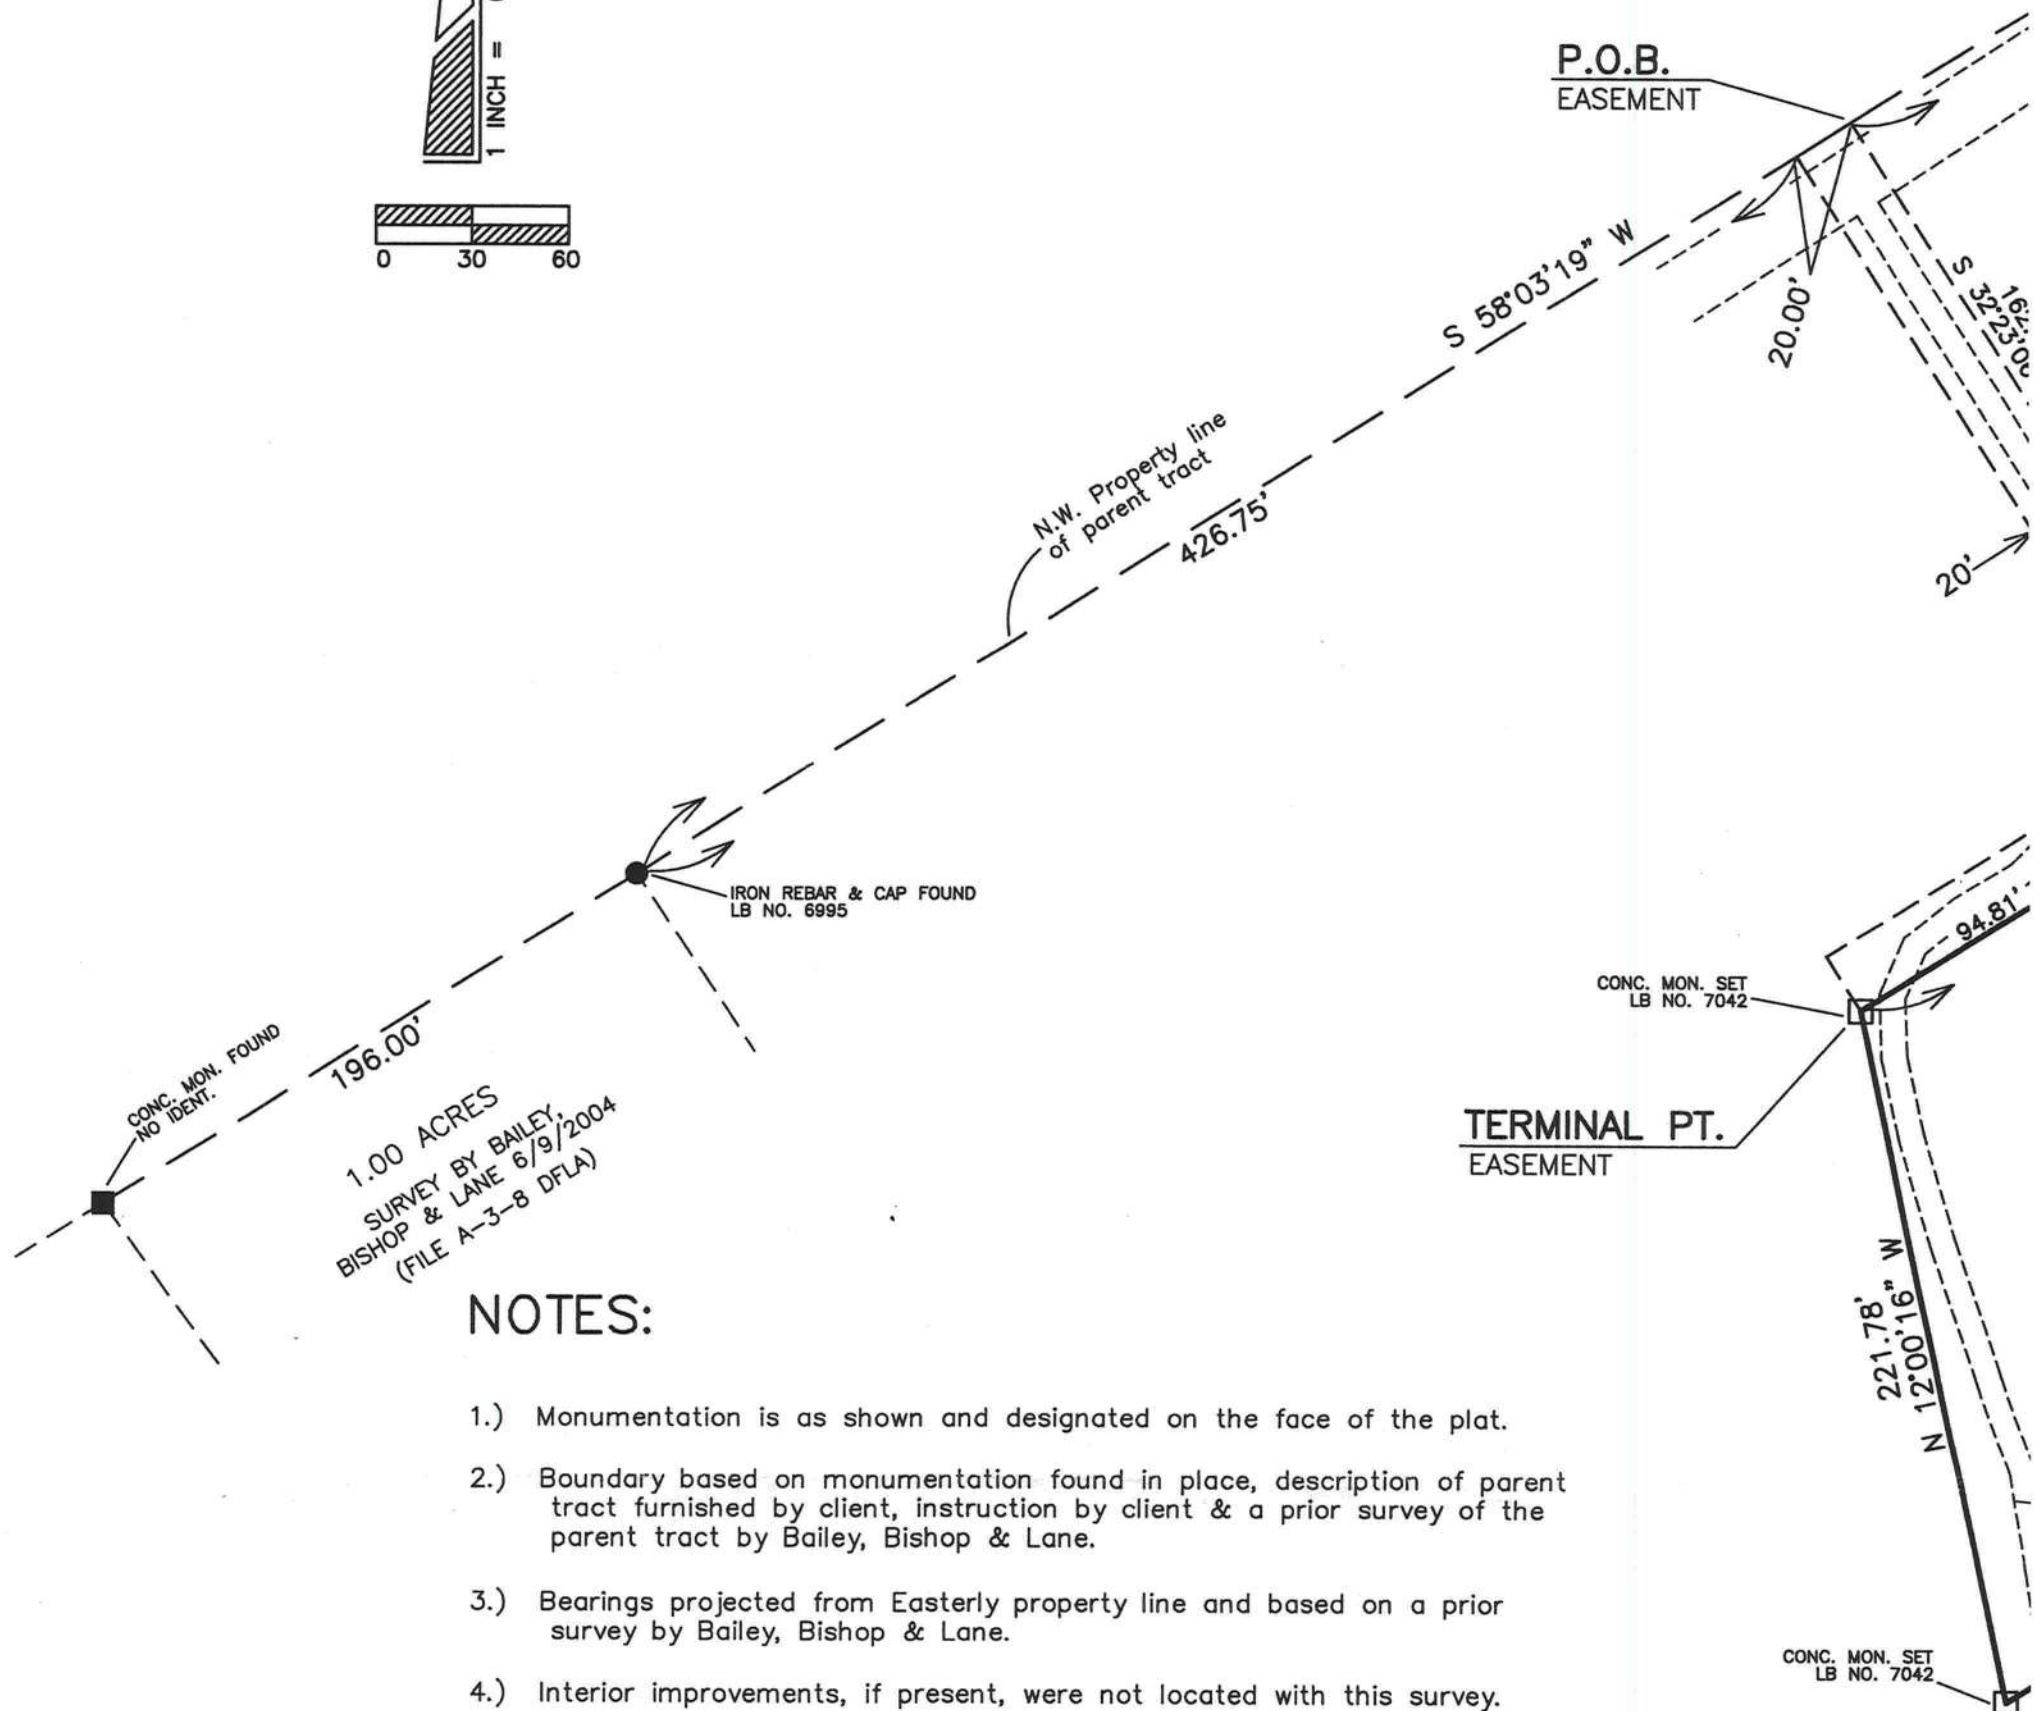 1 INCH =
0 30 60
P.O.B.
EASEMENT
S 58°03'19" W
20.00'
S 32°23'0
162.
20'
N.W. Property line
of parent tract
426.75'
IRON REBAR & CAP FOUND
LB NO. 6995
94.81'
CONC. MON. SET
LB NO. 7042
CONC. MON. FOUND
NO IDENT.
196.00'
1.00 ACRES
SURVEY BY BAILEY,
BISHOP & LANE 6/9/2004
(FILE A-3-8 DFLA)
TERMINAL PT.
EASEMENT
221.78'
N 12°00'16" W
NOTES:
1.) Monumentation is as shown and designated on the face of the plat.
2.) Boundary based on monumentation found in place, description of parent
tract furnished by client, instruction by client & a prior survey of the
parent tract by Bailey, Bishop & Lane.
3.) Bearings projected from Easterly property line and based on a prior
survey by Bailey, Bishop & Lane.
4.) Interior improvements, if present, were not located with this survey.
CONC. MON. SET
LB NO. 7042